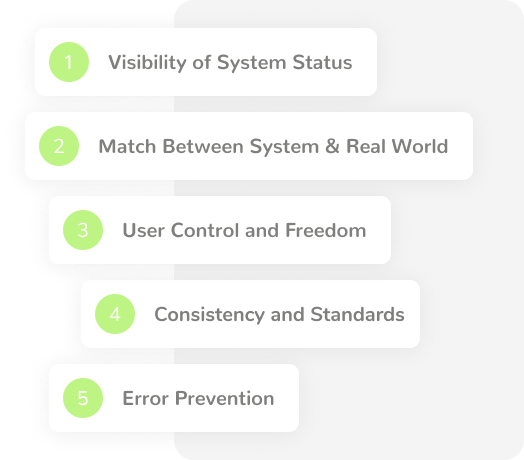 1 Visibility of System Status
2 Match Between System & Real World
3 User Control and Freedom
4 Consistency and Standards
5 Error Prevention